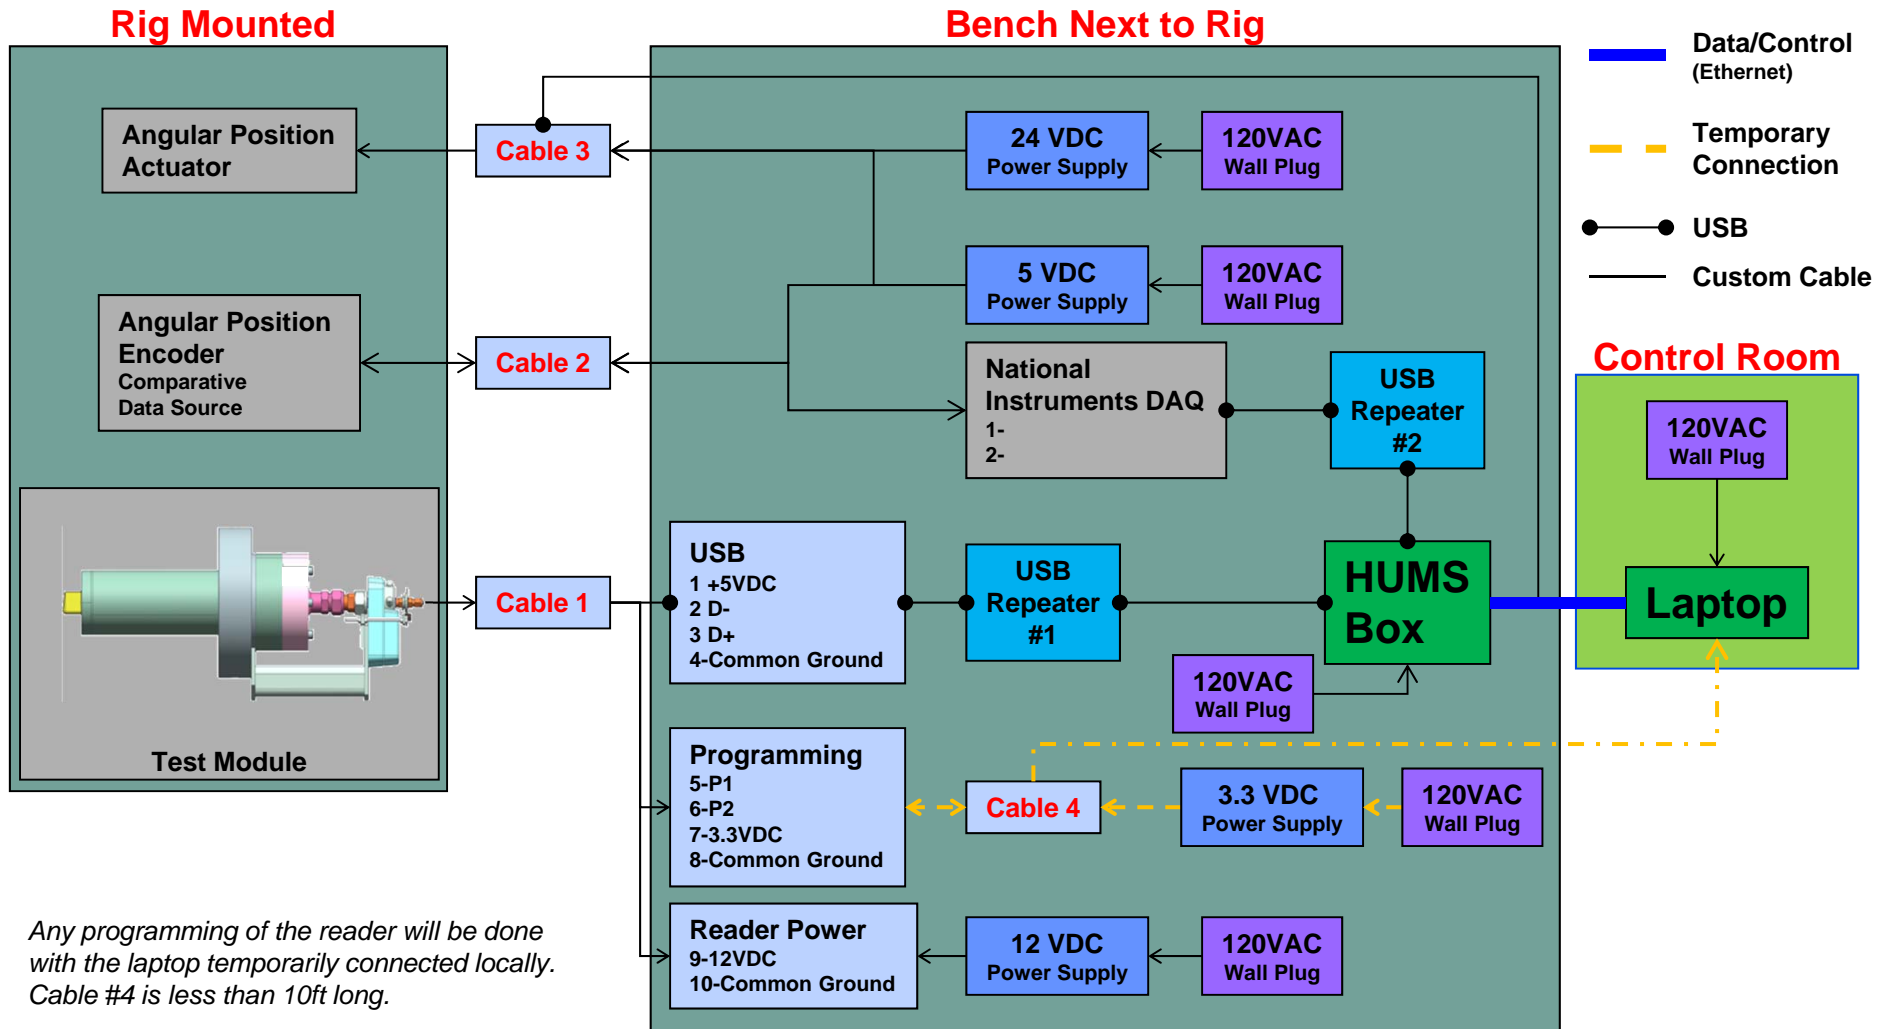 Rig Mounted
Bench Next to Rig
Data/Control
(Ethernet)
Temporary
Connection
USB
Custom Cable
Angular Position
Actuator
Cable 3
24 VDC
Power Supply
120VAC
Wall Plug
5 VDC
Power Supply
120VAC
Wall Plug
Angular Position
Encoder
Comparative
Data Source
Cable 2
National
Instruments DAQ
1-
2-
USB
Repeater
#2
Control Room
120VAC
Wall Plug
Laptop
Test Module
Cable 1
USB
1 +5VDC
2 D-
3 D+
4-Common Ground
USB
Repeater
#1
HUMS
Box
120VAC
Wall Plug
Programming
5-P1
6-P2
7-3.3VDC
8-Common Ground
Cable 4
3.3 VDC
Power Supply
120VAC
Wall Plug
Reader Power
9-12VDC
10-Common Ground
12 VDC
Power Supply
120VAC
Wall Plug
Any programming of the reader will be done
with the laptop temporarily connected locally.
Cable #4 is less than 10ft long.